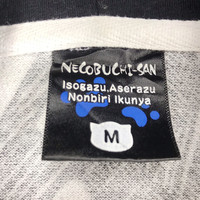 NECOBUCHI-SAN
Isogazu,Aserazu
Nonbiri Ikunya
M